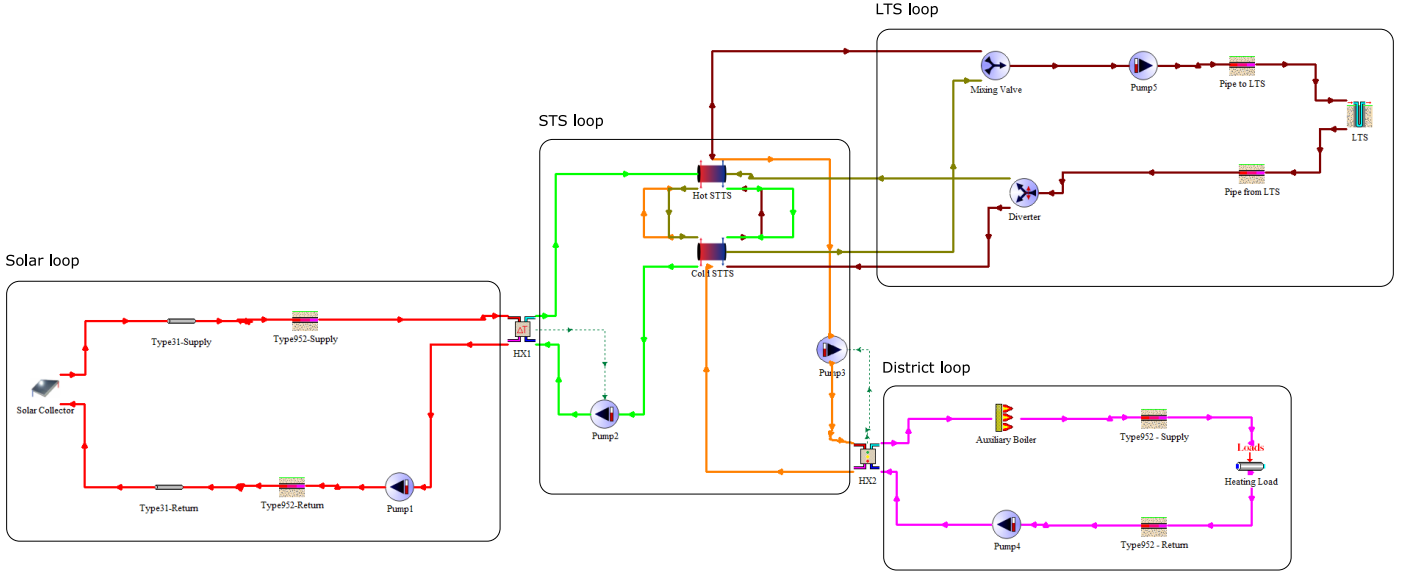 LTS loop
Mixing Valve
Pump5
Pipe to LTS
LTS
Pipe from LTS
Diverter
STS loop
Hot STTS
Cold STTS
Pump3
Pump2
Solar loop
Type31-Supply
Type952-Supply
HX1
ΔT
Solar Collector
Type31-Return
Type952-Return
Pump1
District loop
Auxiliary Boiler
Type952 - Supply
Loads
Heating Load
HX2
Pump4
Type952 - Return